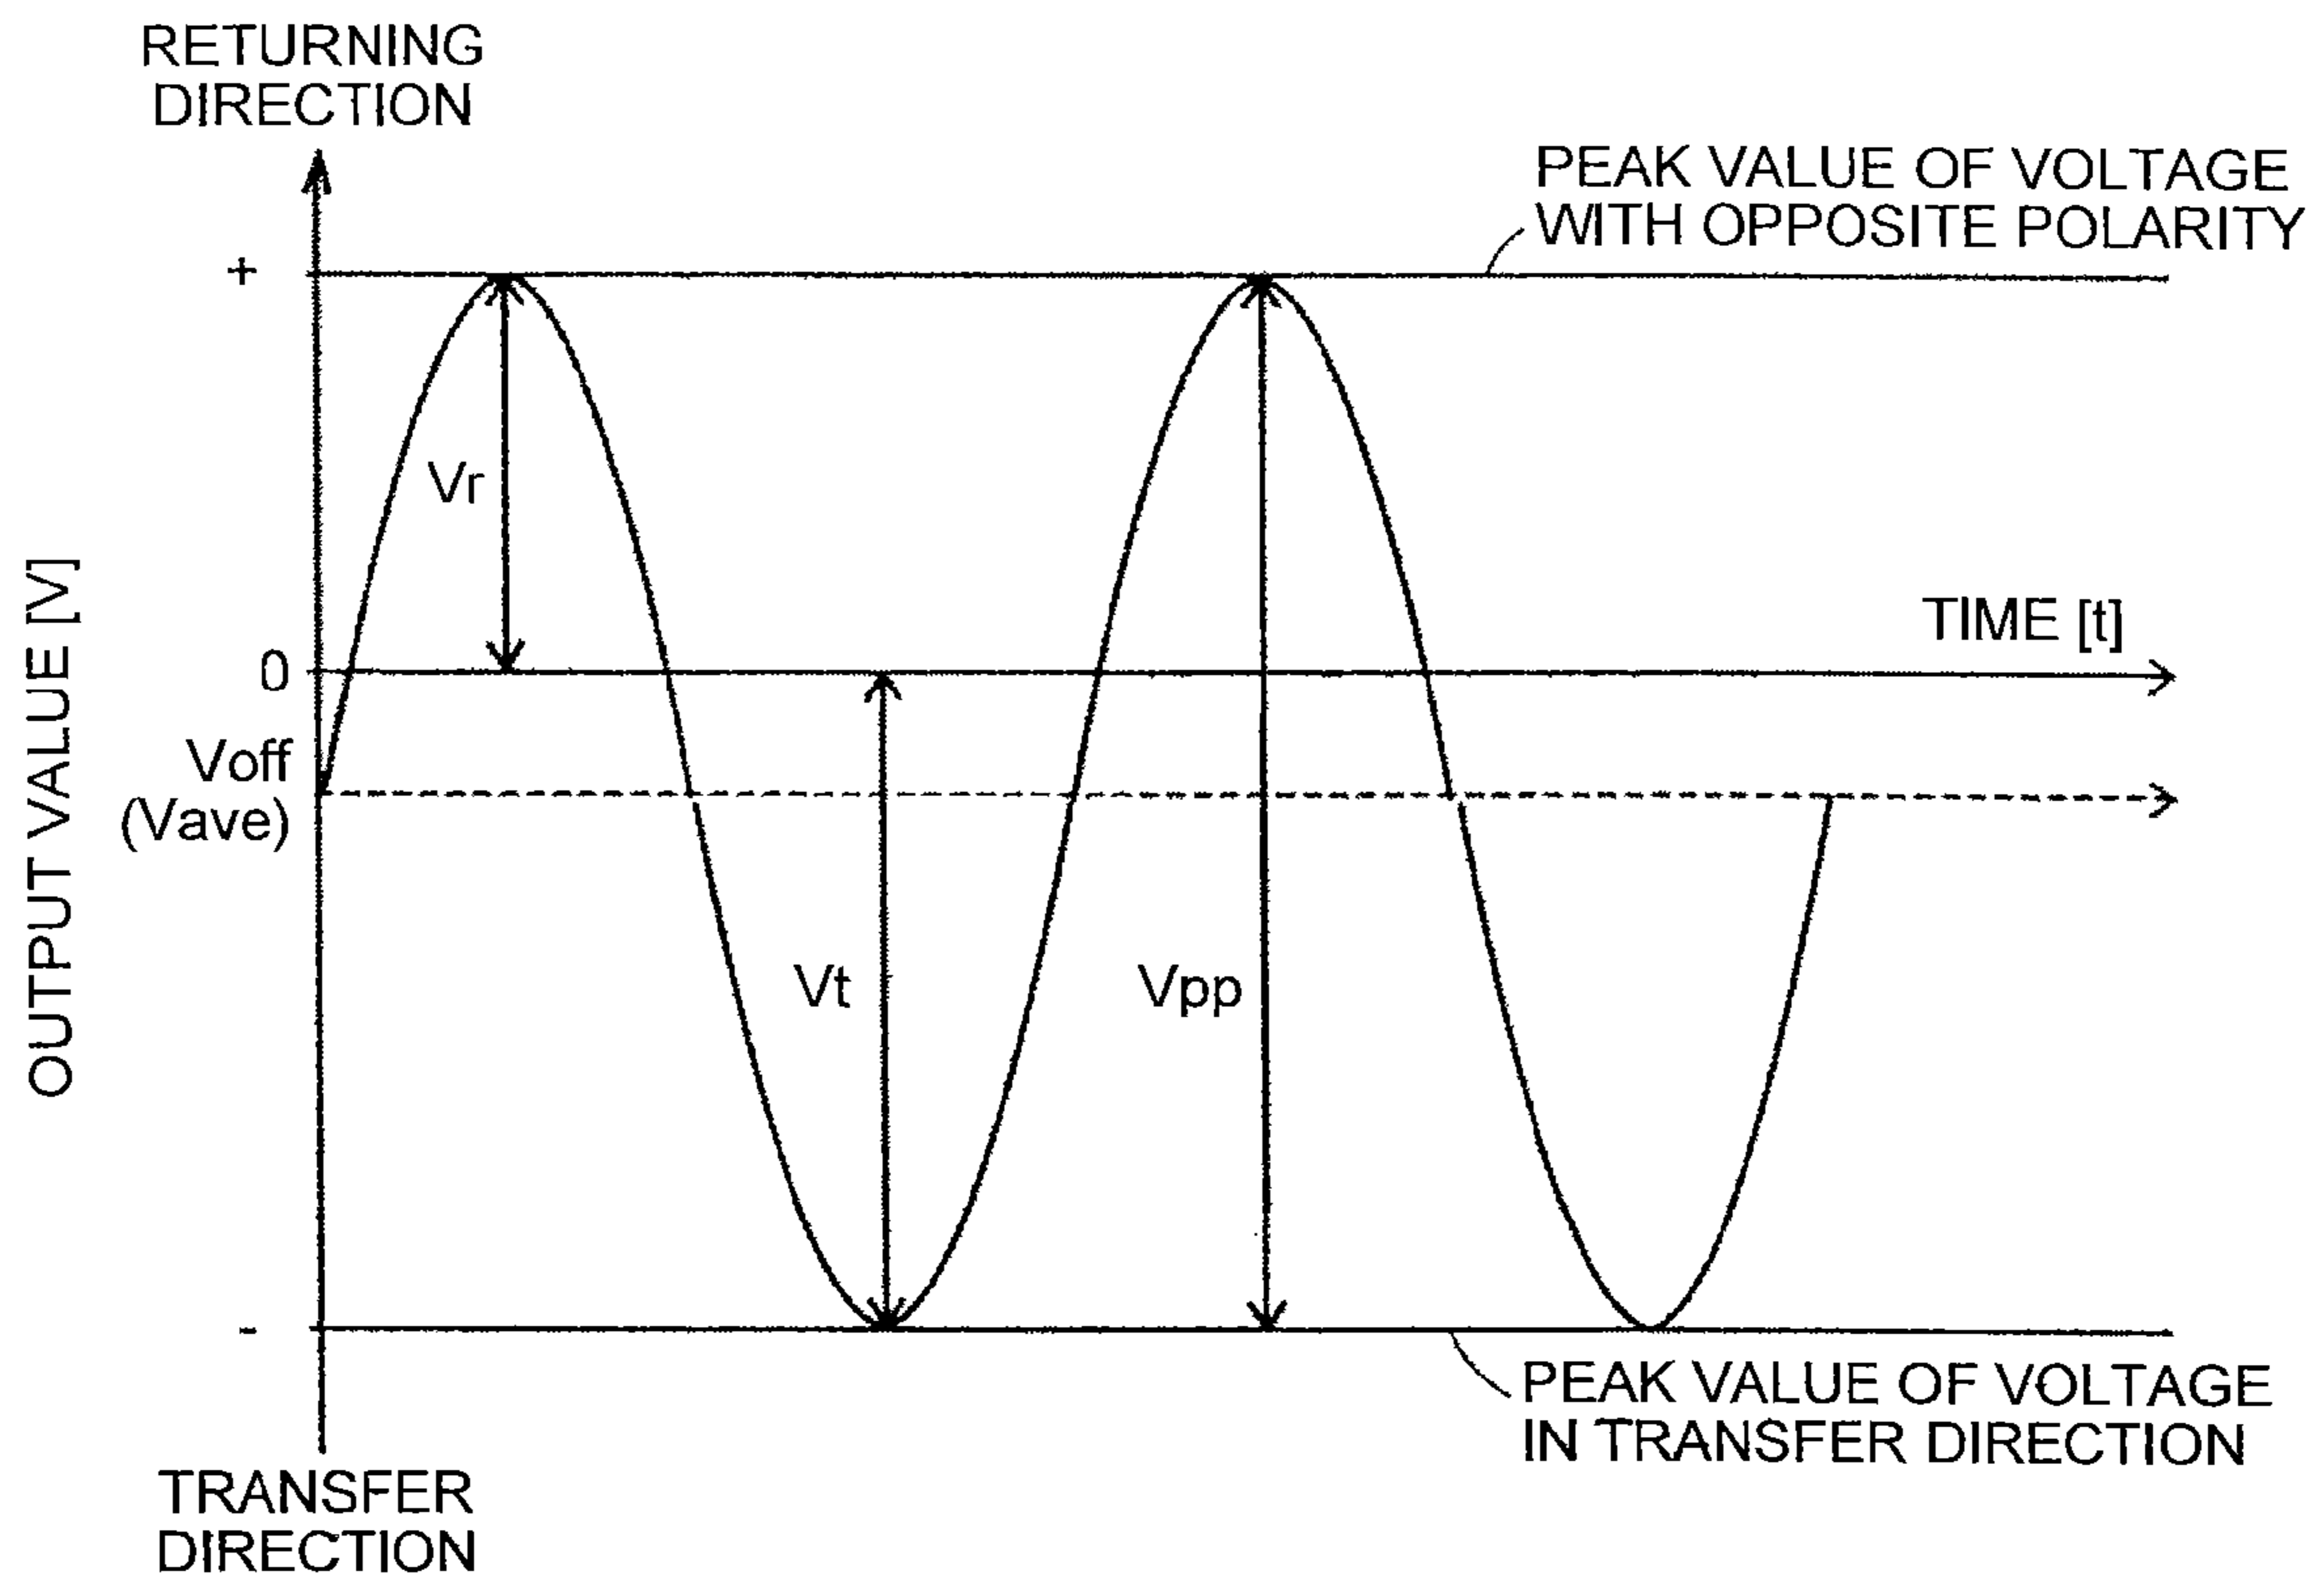 RETURNING
DIRECTION
PEAK VALUE OF VOLTAGE
WITH OPPOSITE POLARITY
+
Vr
OUTPUT VALUE [V]
TIME [t]
0
Voff
(Vave)
Vt
Vpp
-
PEAK VALUE OF VOLTAGE
IN TRANSFER DIRECTION
TRANSFER
DIRECTION